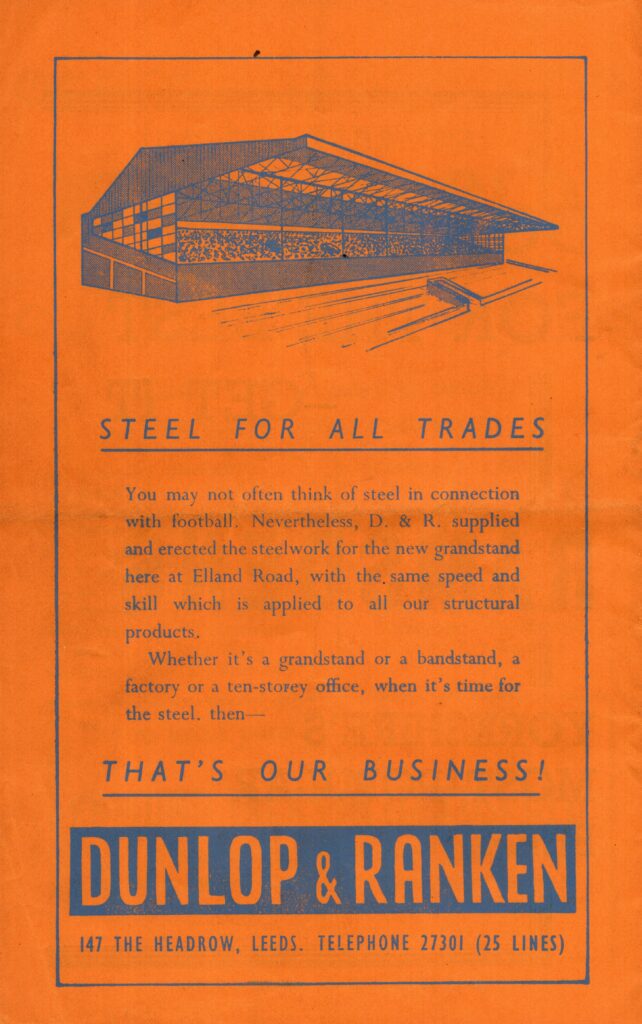 STEEL FOR ALL TRADES
You may not often think of steel in connection
with football. Nevertheless, D. & R. supplied
and erected the steelwork for the new grandstand
here at Elland Road, with the same speed and
skill which is applied to all our structural
products.
Whether it's a grandstand or a bandstand, a
factory or a ten-storey office, when it's time for
the steel. then—
THAT'S OUR BUSINESS!
DUNLOP & RANKEN
147 THE HEADROW, LEEDS. TELEPHONE 27301 (25 LINES)